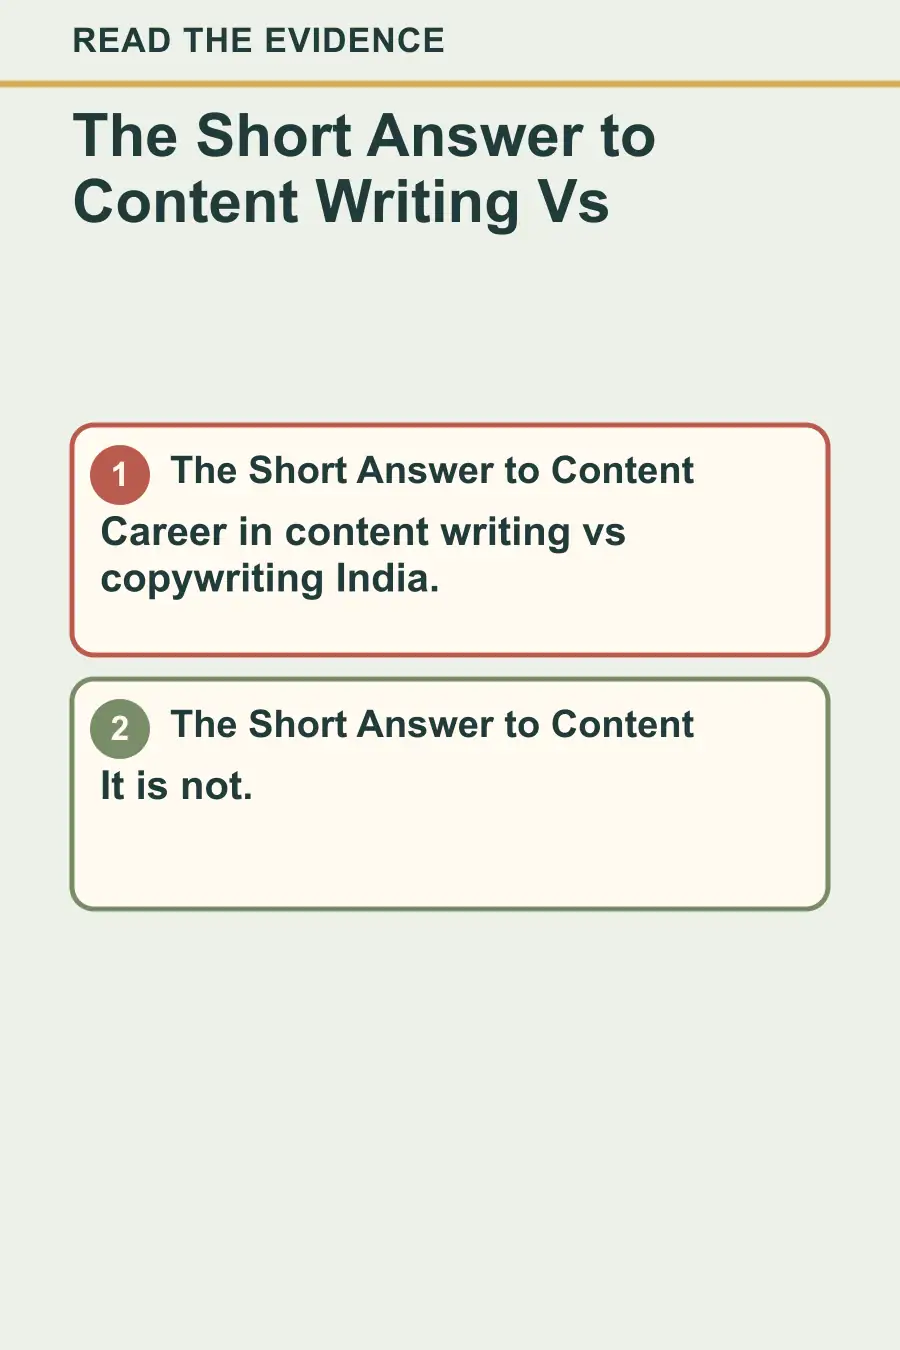 READ THE EVIDENCE
The Short Answer to
Content Writing Vs
1 The Short Answer to Content
Career in content writing vs
copywriting India.
2 The Short Answer to Content
It is not.